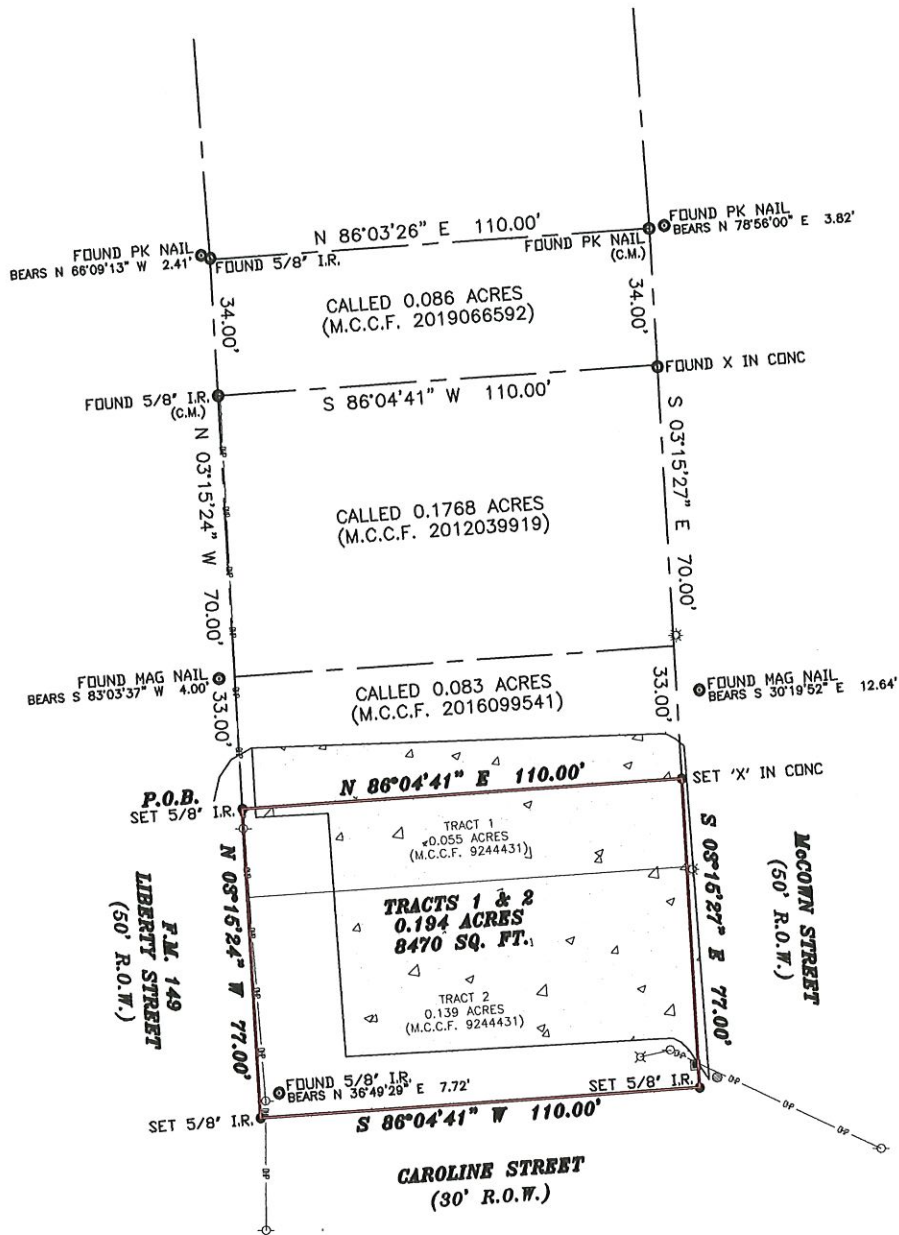 N 86°03'26" E 110.00'
FOUND PK NAIL
BEARS N 66°09'13" W 2.41'
FOUND 5/8" I.R.
FOUND PK NAIL
(C.M.)
FOUND PK NAIL
BEARS N 78°56'00" E 3.82'
34.00'
CALLED 0.086 ACRES
(M.C.C.F. 2019066592)
34.00'
FOUND 5/8" I.R.
(C.M.)
S 86°04'41" W 110.00'
FOUND X IN CONC
N 03°15'24" W 70.00'
CALLED 0.1768 ACRES
(M.C.C.F. 2012039919)
S 03°15'27" E 70.00'
FOUND MAG NAIL
BEARS S 83°03'37" W 4.00'
33.00'
CALLED 0.083 ACRES
(M.C.C.F. 2016099541)
33.00'
FOUND MAG NAIL
BEARS S 30°19'52" E 12.64'
P.O.B.
SET 5/8" I.R.
N 86°04'41" E 110.00'
SET 'X' IN CONC
TRACT 1
0.055 ACRES
(M.C.C.F. 9244431)
N 03°15'24" W 77.00'
TRACTS 1 & 2
0.194 ACRES
8470 SQ. FT.
S 03°15'27" E 77.00'
F.M. 149
LIBERTY STREET
(50' R.O.W.)
McCOWN STREET
(50' R.O.W.)
TRACT 2
0.139 ACRES
(M.C.C.F. 9244431)
FOUND 5/8" I.R.
BEARS N 36°49'29" E 7.72'
SET 5/8" I.R.
SET 5/8" I.R.
S 86°04'41" W 110.00'
CAROLINE STREET
(30' R.O.W.)